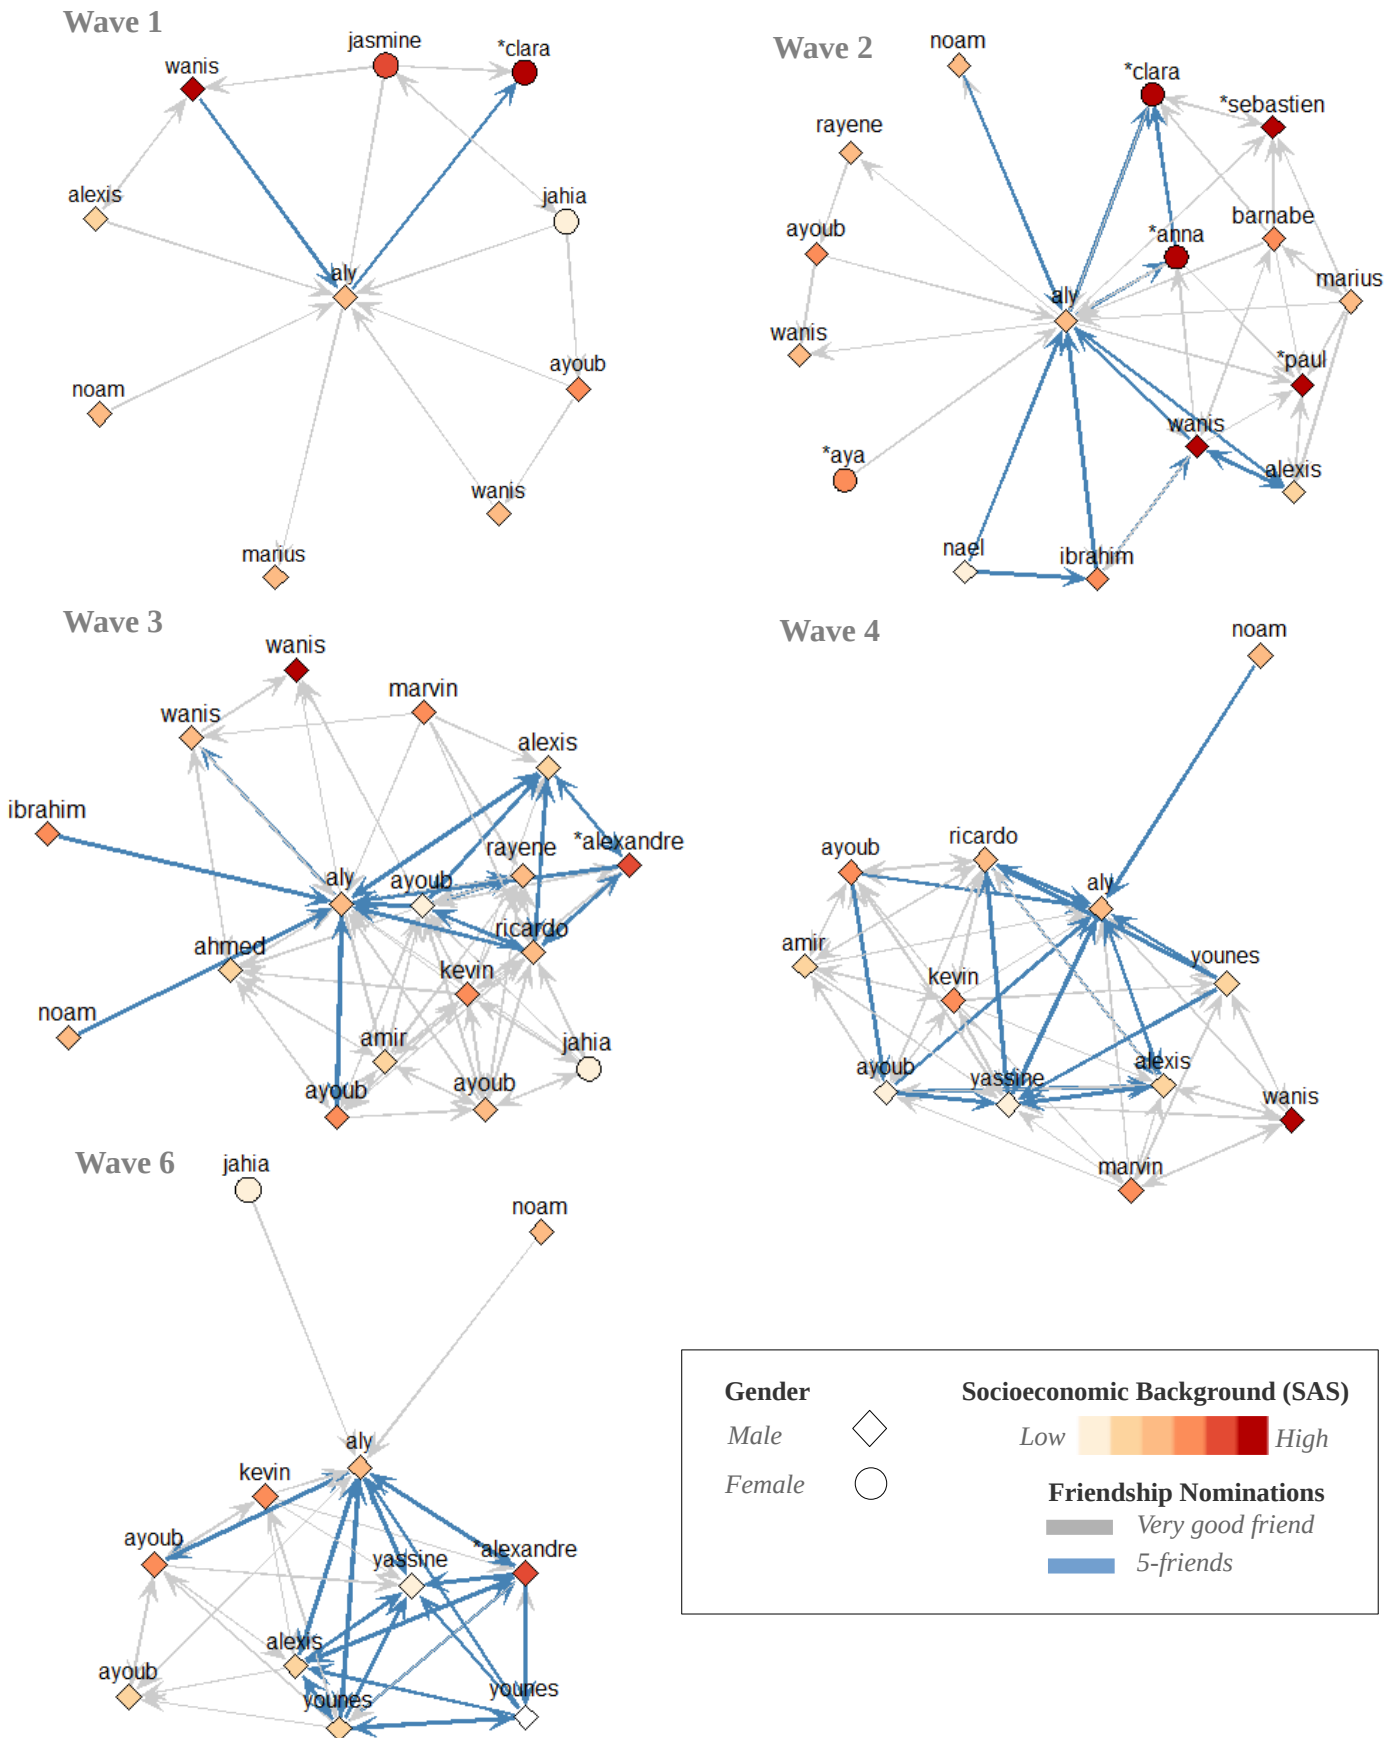 Wave 1
jasmine
*clara
wanis
alexis
jahia
aly
ayoub
noam
wanis
marius
Wave 2
noam
*clara
*sebastien
rayene
ayoub
barnabe
*anna
marius
aly
wanis
*paul
wanis
*aya
alexis
nael
ibrahim
Wave 3
wanis
marvin
wanis
alexis
ibrahim
*alexandre
rayene
aly
ayoub
ricardo
ahmed
kevin
noam
amir
jahia
ayoub
ayoub
Wave 4
noam
ricardo
ayoub
aly
amir
younes
kevin
ayoub
yassine
alexis
wanis
marvin
Wave 6
jahia
noam
aly
kevin
ayoub
yassine
*alexandre
alexis
ayoub
younes
younes
Gender
Male
Female
Socioeconomic Background (SAS)
Low
High
Friendship Nominations
Very good friend
5-friends